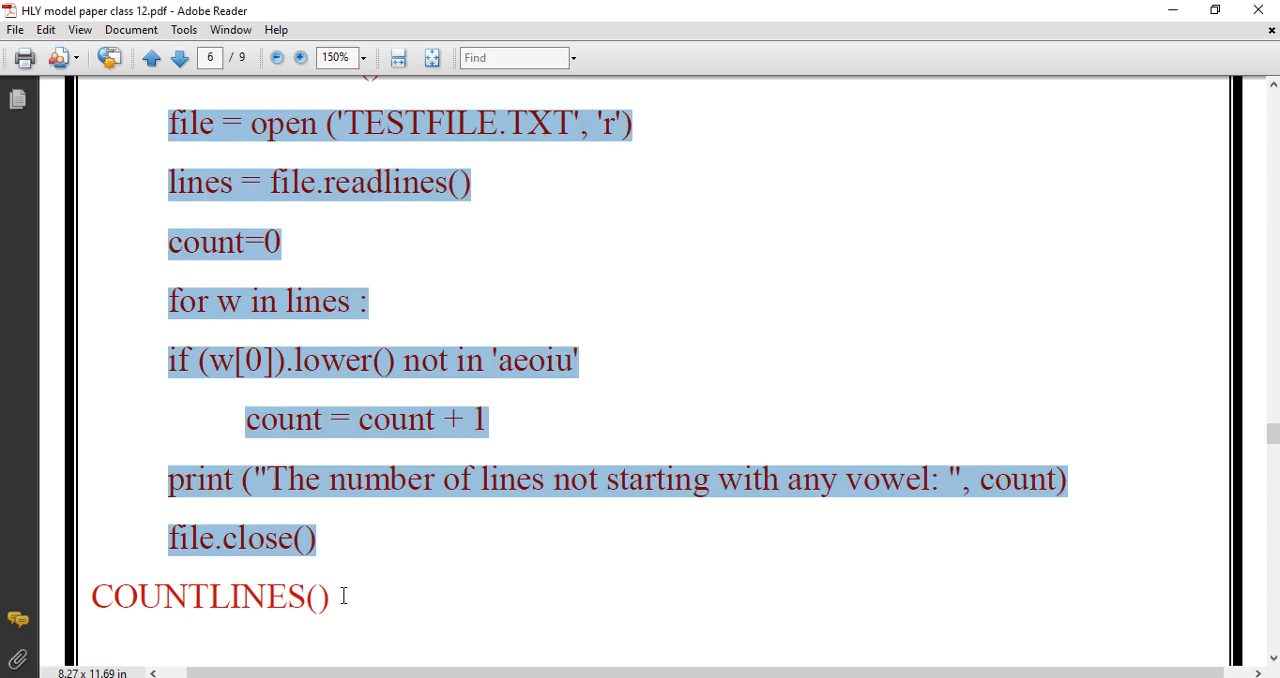 HLY model paper class 12.pdf - Adobe Reader
File Edit View Document Tools Window Help
6 / 9 150% Find
file = open ('TESTFILE.TXT', 'r')
lines = file.readlines()
count=0
for w in lines :
if (w[0]).lower() not in 'aeoiu'
count = count + 1
print ("The number of lines not starting with any vowel: ", count)
file.close()
COUNTLINES()
8.27 x 11.69 in